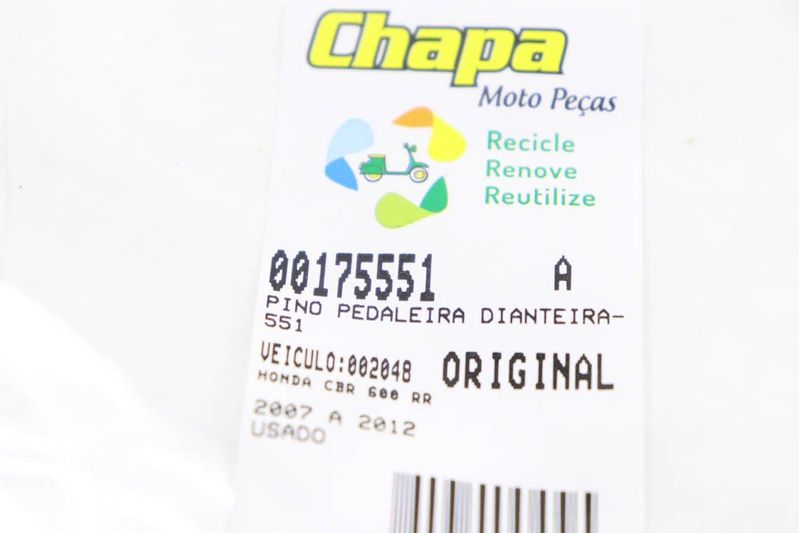 Chapa
Moto Peças
Recicle
Renove
Reutilize
00175551 A
PINO PEDALEIRA DIANTEIRA-
551
VEICULO:002048 ORIGINAL
HONDA CBR 600 RR
2007 A 2012
USADO